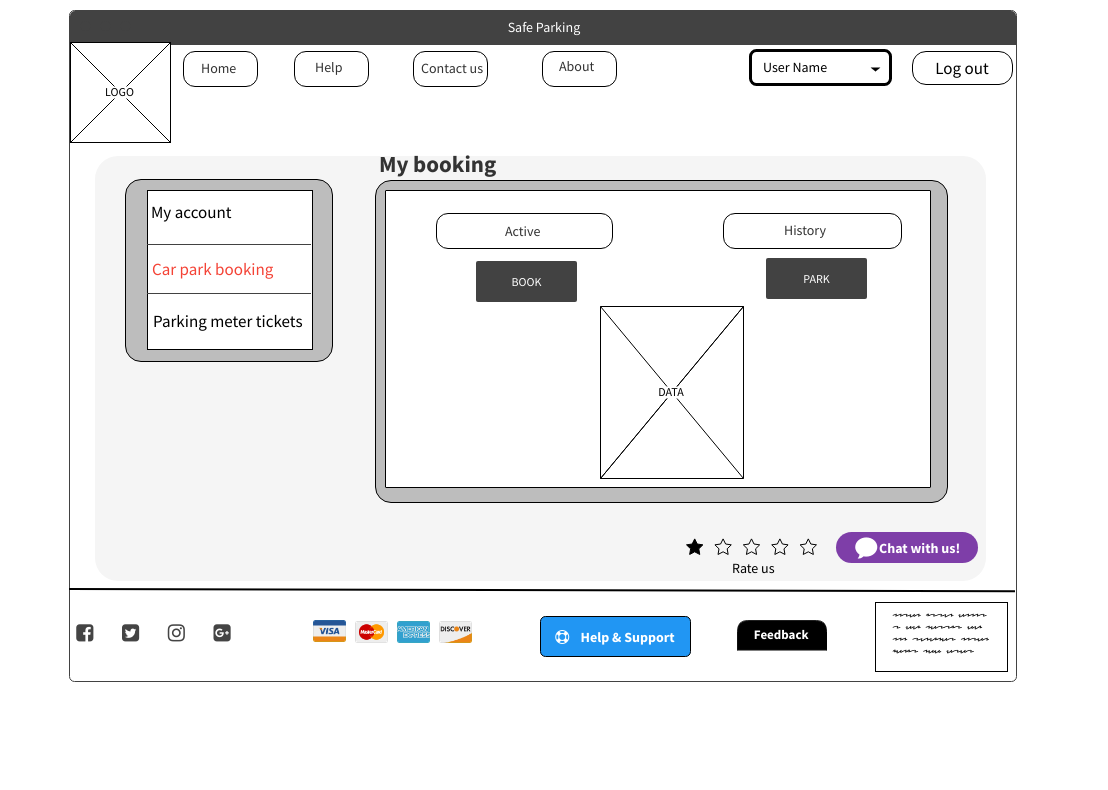 Safe Parking
LOGO
Home
Help
Contact us
About
User Name
Log out
My booking
My account
Car park booking
Parking meter tickets
Active
History
BOOK
PARK
DATA
Rate us
Chat with us!
G+
VISA
MasterCard
AMERICAN EXPRESS
DISCOVER
Help & Support
Feedback